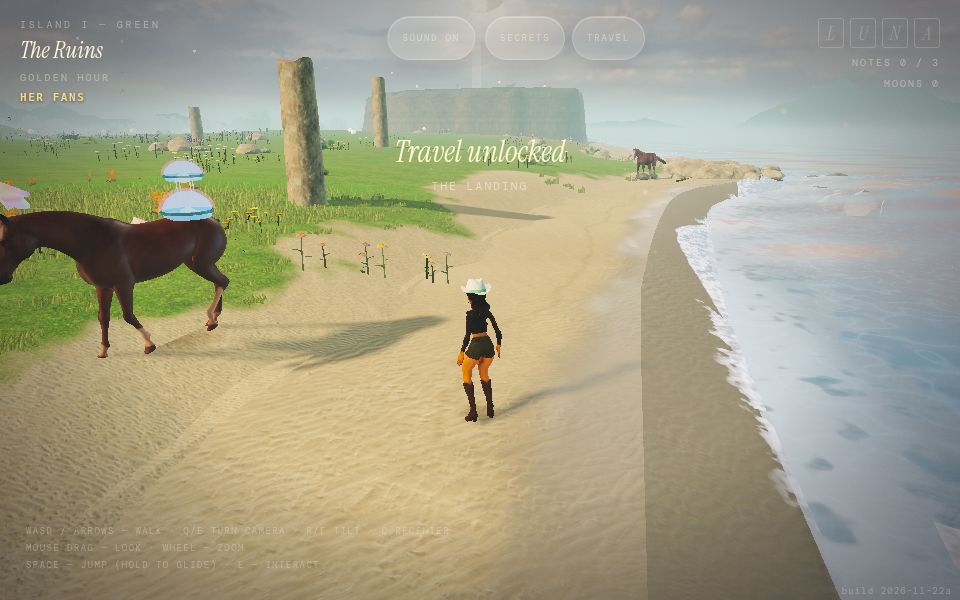 ISLAND I — GREEN
The Ruins
GOLDEN HOUR
HER FANS
SOUND ON
SECRETS
TRAVEL
L U N A
NOTES 0 / 3
MOONS 0
Travel unlocked
THE LANDING
WASD / ARROWS — WALK · Q/E TURN CAMERA · R/F TILT · C RECENTER
MOUSE DRAG — LOOK · WHEEL — ZOOM
SPACE — JUMP (HOLD TO GLIDE) · E — INTERACT
build 2026-11-22a